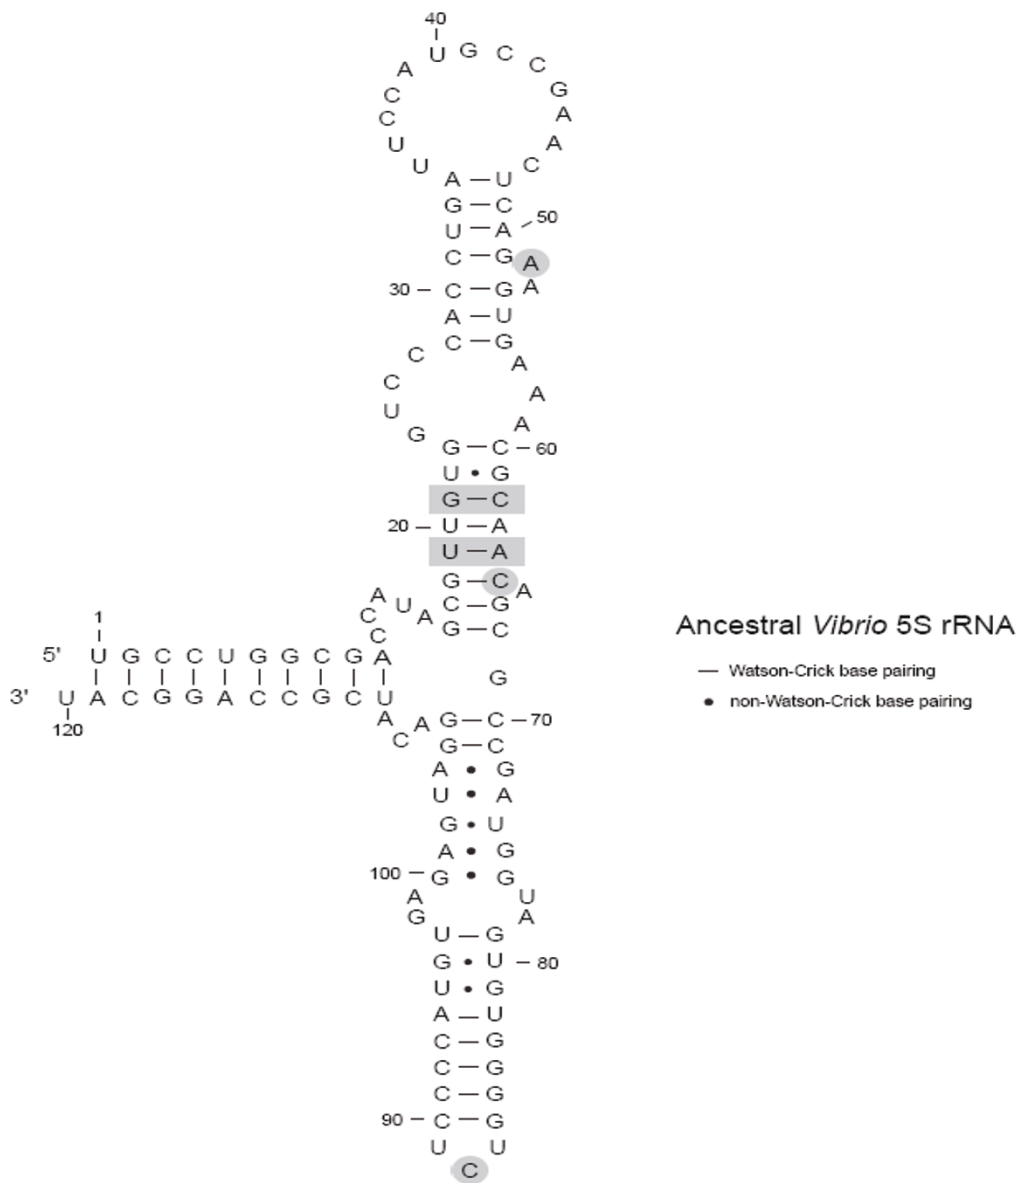 40
A U G C C
C G
C A
U A
U C
A — U
G — C
U — A 50
C — G A
30 — C — G A
A — U
C — G
C A
C A
U A
G
G — C — 60
U • G
G — C
20 — U — A
U — A
G — C A
A U C — G
C A G — C
1 C
5' U G C C U G G C G A
3' U A C G G A C C G C U
120
G
Ancestral Vibrio 5S rRNA
— Watson-Crick base pairing
• non-Watson-Crick base pairing
A C A G — C — 70
G — C
A • G
U • A
G • U
A • G
100 — G • G
A U
G A
U — G
G • U — 80
U • G
A — U
C — G
C — G
C — G
90 — C — G
U U
C